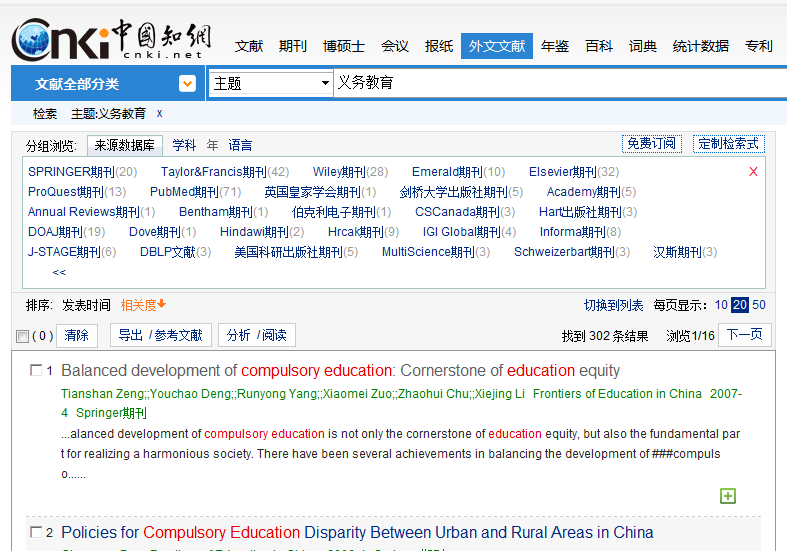 Cnki中國知網
cnki.net
文献 期刊 博硕士 会议 报纸 外文文献 年鉴 百科 词典 统计数据 专利
文献全部分类 主题 义务教育
检索 主题:义务教育 x
分组浏览: 来源数据库 学科 年 语言 免费订阅 定制检索式
SPRINGER期刊(20) Taylor&Francis期刊(42) Wiley期刊(28) Emerald期刊(10) Elsevier期刊(32) X
ProQuest期刊(13) PubMed期刊(71) 英国皇家学会期刊(1) 剑桥大学出版社期刊(5) Academy期刊(5)
Annual Reviews期刊(1) Bentham期刊(1) 伯克利电子期刊(1) CSCanada期刊(3) Hart出版社期刊(3)
DOAJ期刊(19) Dove期刊(1) Hindawi期刊(2) Hrcak期刊(9) IGI Global期刊(4) Informa期刊(8)
J-STAGE期刊(6) DBLP文献(3) 美国科研出版社期刊(5) MultiScience期刊(3) Schweizerbart期刊(3) 汉斯期刊(3)
<<
排序: 发表时间 相关度 切换到列表 每页显示: 10 20 50
( 0 ) 清除 导出 / 参考文献 分析 / 阅读 找到 302 条结果 浏览1/16 下一页
1 Balanced development of compulsory education: Cornerstone of education equity
Tianshan Zeng;;Youchao Deng;;Runyong Yang;;Xiaomei Zuo;;Zhaohui Chu;;Xiejing Li Frontiers of Education in China 2007-
4 Springer期刊
...alanced development of compulsory education is not only the cornerstone of education equity, but also the fundamental par
t for realizing a harmonious society. There have been several achievements in balancing the development of ###compuls
o......
2 Policies for Compulsory Education Disparity Between Urban and Rural Areas in China